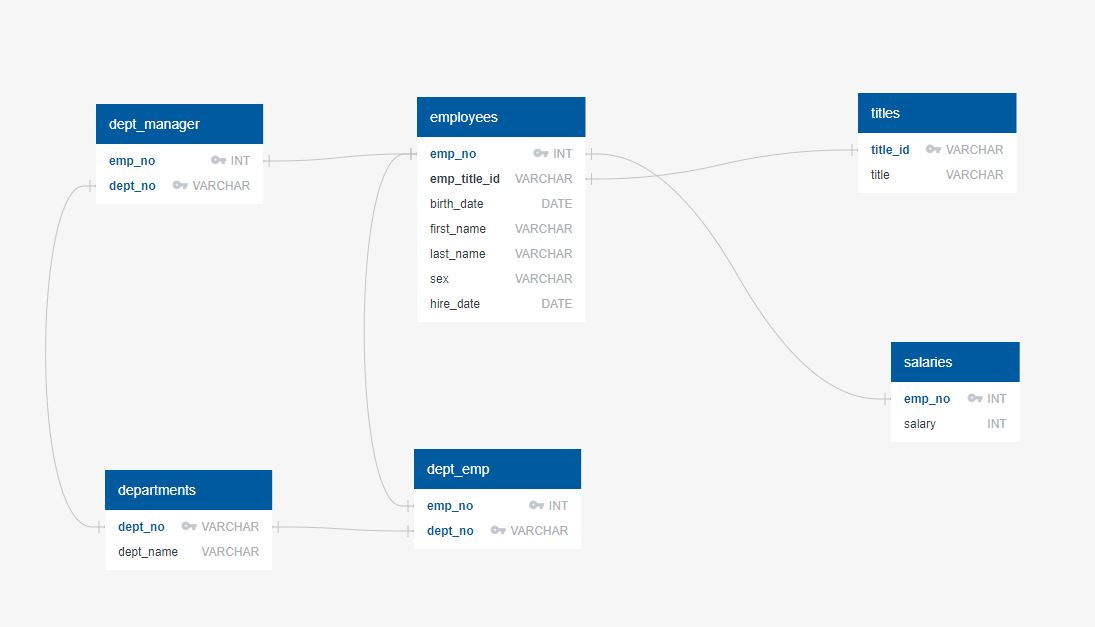 dept_manager
emp_no INT
dept_no VARCHAR
employees
emp_no INT
emp_title_id VARCHAR
birth_date DATE
first_name VARCHAR
last_name VARCHAR
sex VARCHAR
hire_date DATE
titles
title_id VARCHAR
title VARCHAR
salaries
emp_no INT
salary INT
departments
dept_no VARCHAR
dept_name VARCHAR
dept_emp
emp_no INT
dept_no VARCHAR